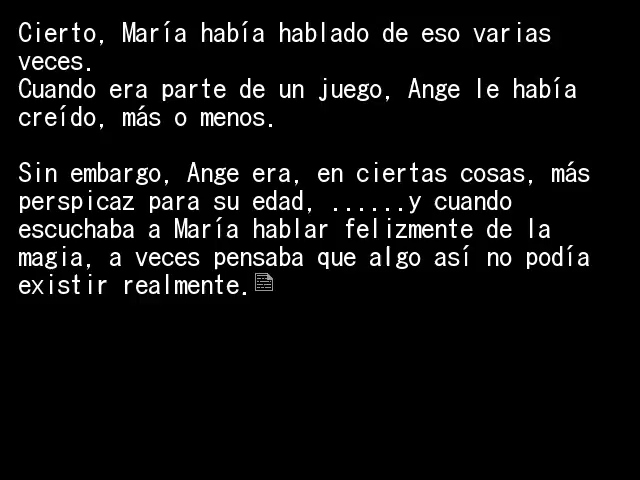 Cierto, María había hablado de eso varias
veces.
Cuando era parte de un juego, Ange le había
creído, más o menos.
Sin embargo, Ange era, en ciertas cosas, más
perspicaz para su edad, ......y cuando
escuchaba a María hablar felizmente de la
magia, a veces pensaba que algo así no podía
existir realmente.